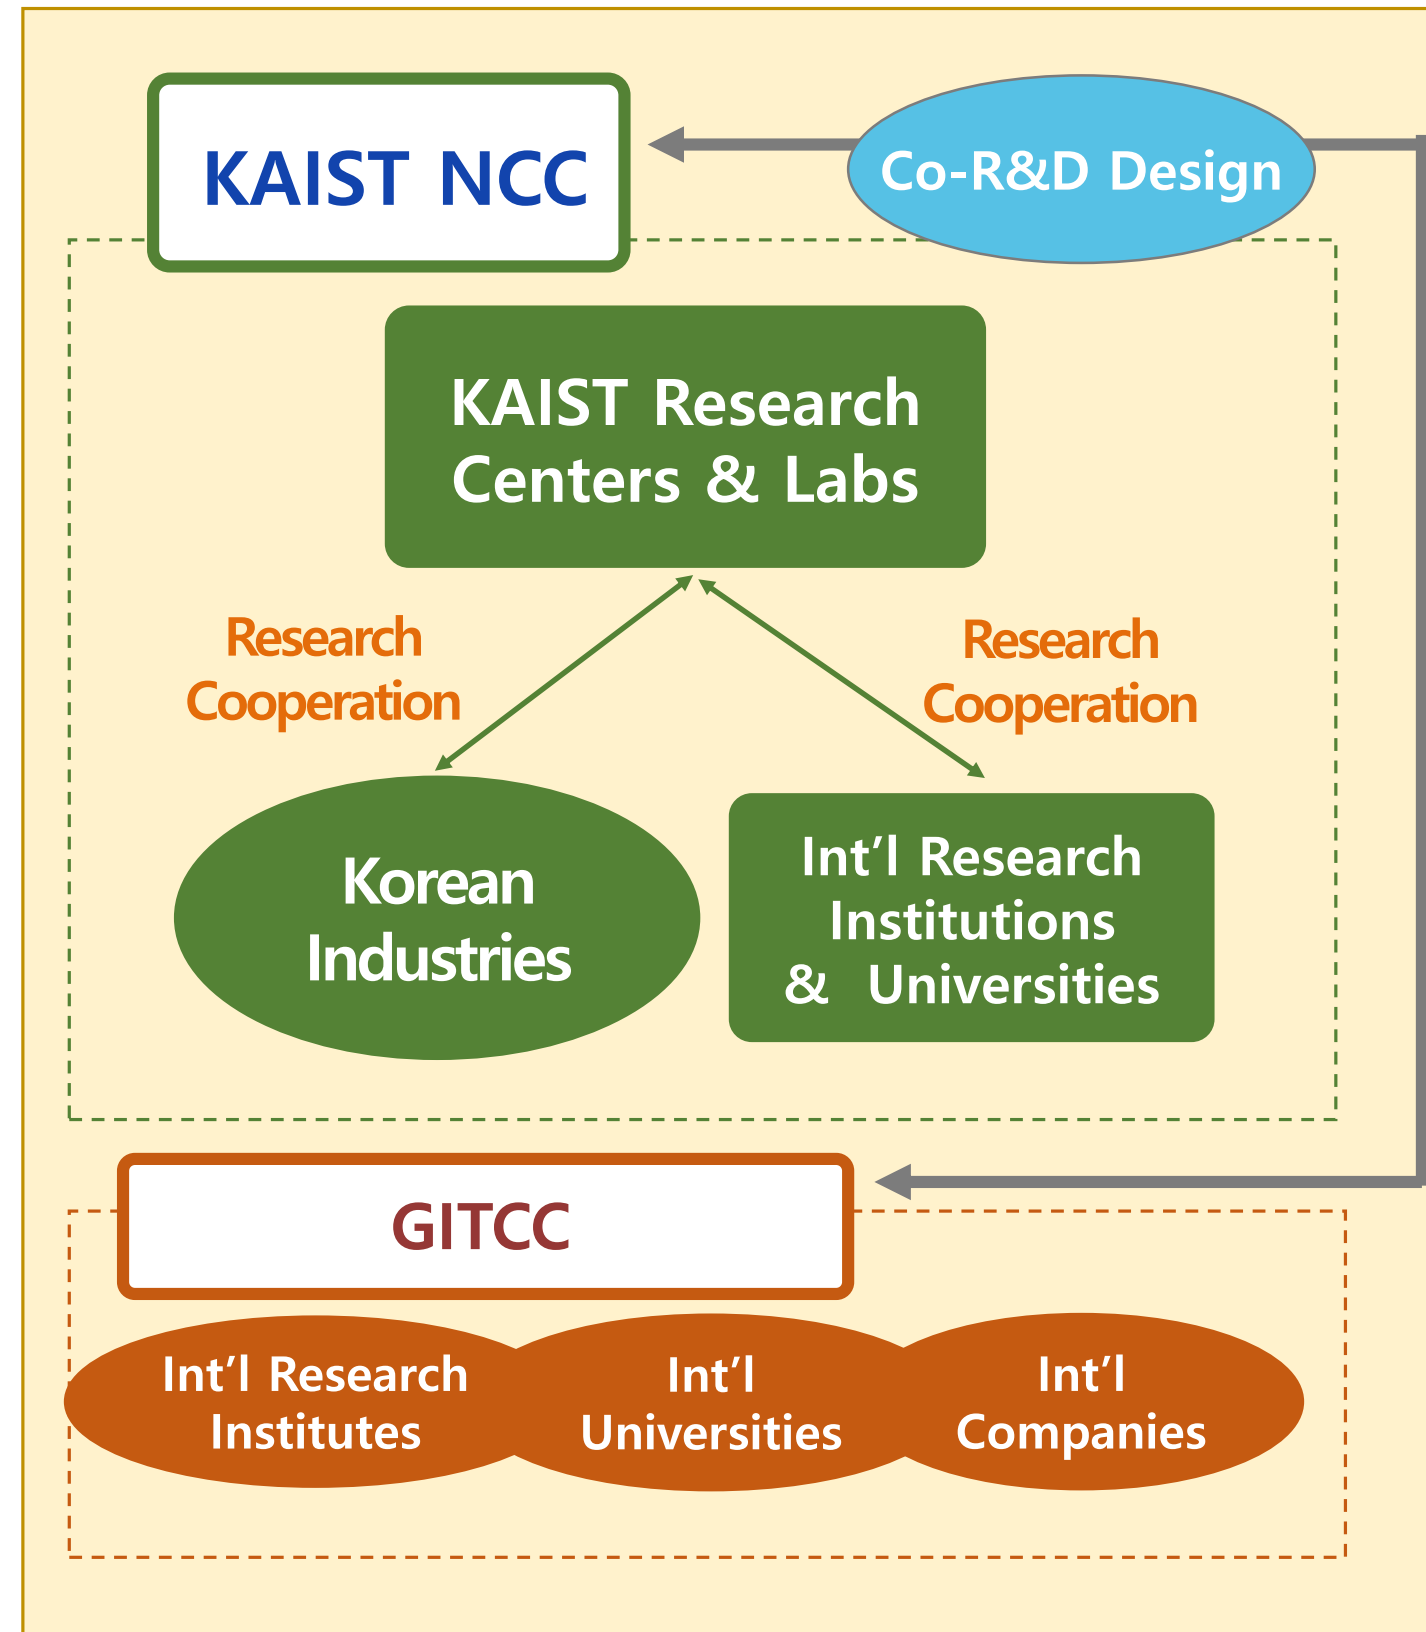 KAIST NCC
Co-R&D Design
KAIST Research
Centers & Labs
Research
Cooperation
Research
Cooperation
Korean
Industries
Int’l Research
Institutions
& Universities
GITCC
Int’l Research
Institutes
Int’l
Universities
Int’l
Companies